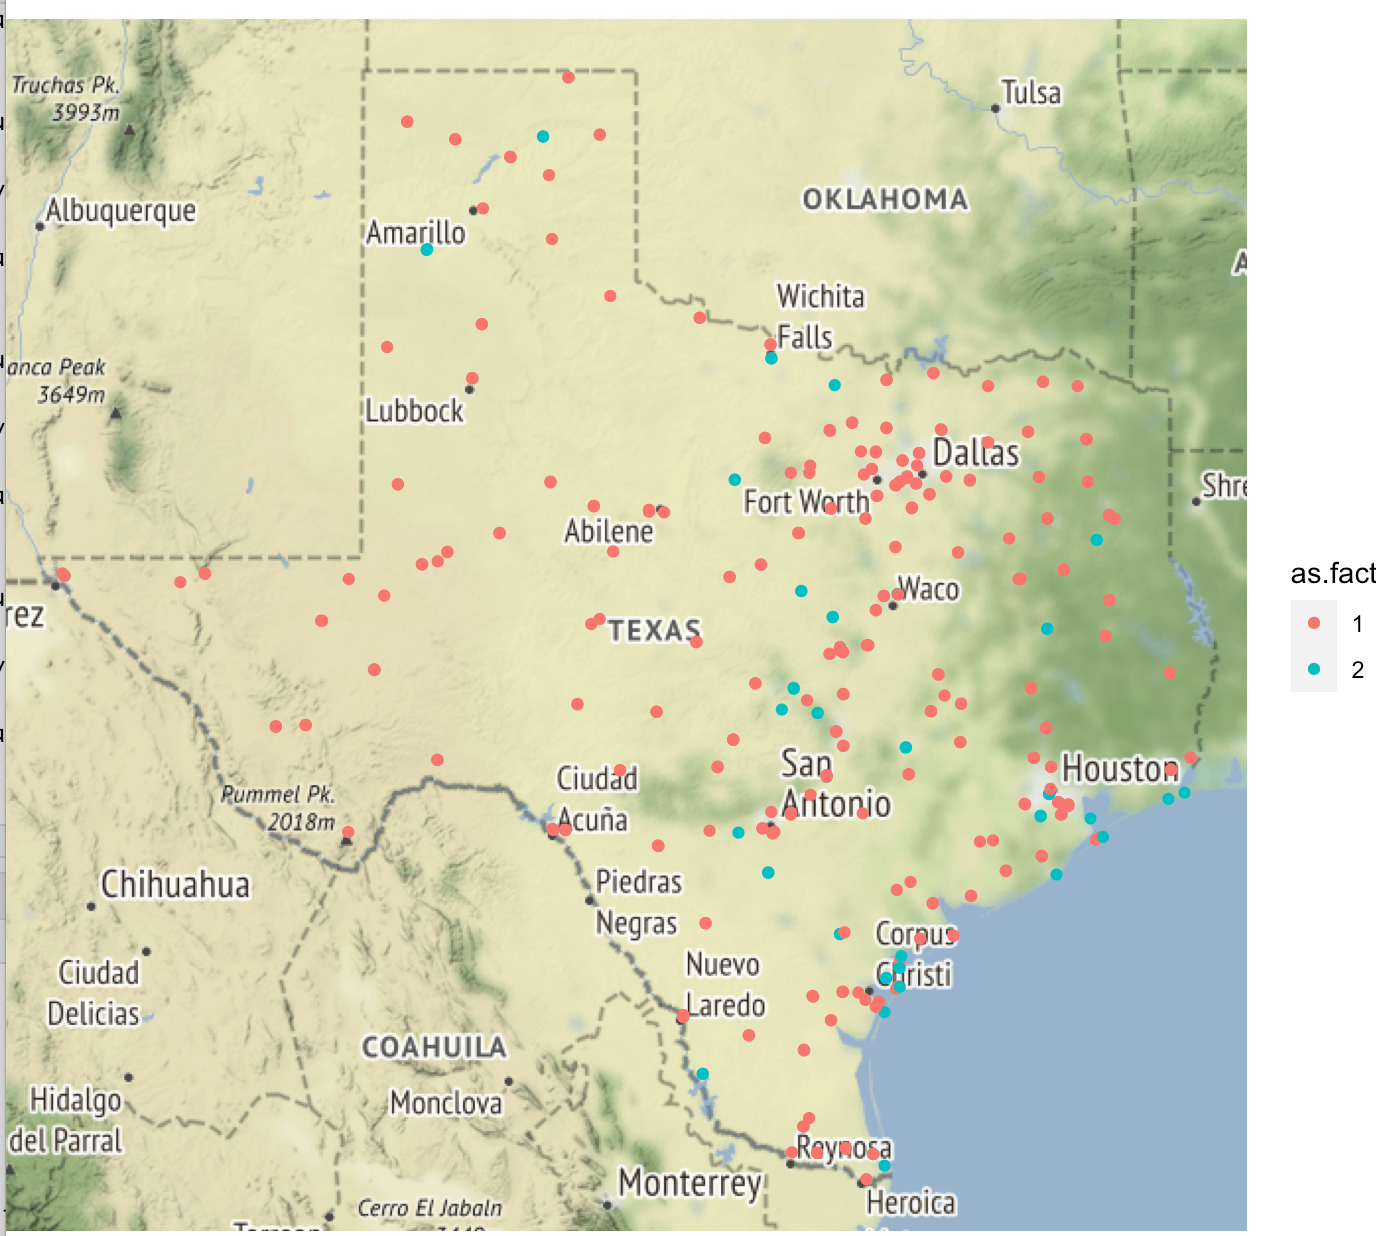 Truchas Pk.
3993m
Tulsa
Albuquerque
OKLAHOMA
Amarillo
Wichita
Falls
anca Peak
3649m
Lubbock
Dallas
Shre
Fort Worth
Abilene
as.fact
Waco
rez
1
TEXAS
2
San
Antonio
Houston
Ciudad
Acuña
Pummel Pk.
2018m
Chihuahua
Piedras
Negras
Corpus
Christi
Ciudad
Delicias
Nuevo
Laredo
COAHUILA
Hidalgo
del Parral
Monclova
Reynosa
Monterrey
Heroica
Cerro El Jabaln